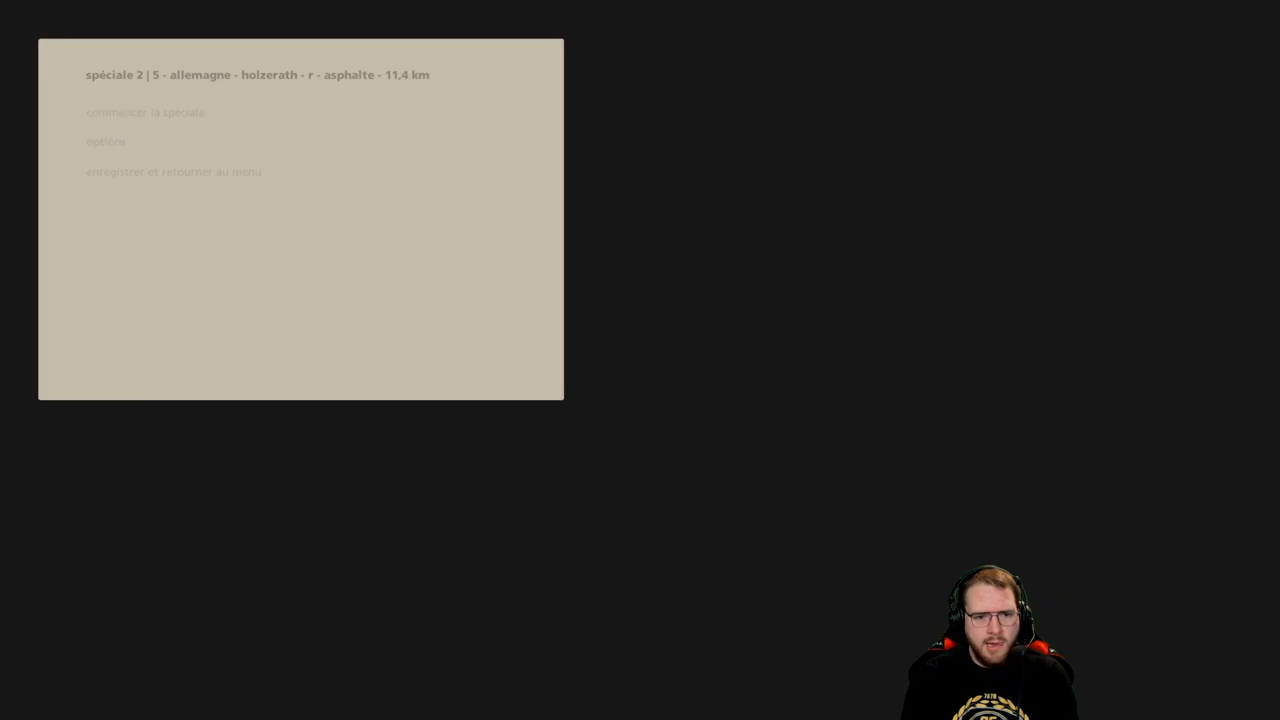 spéciale 2 | 5 - allemagne - holzerath - r - asphalte - 11,4 km
commencer la spéciale
options
enregistrer et retourner au menu